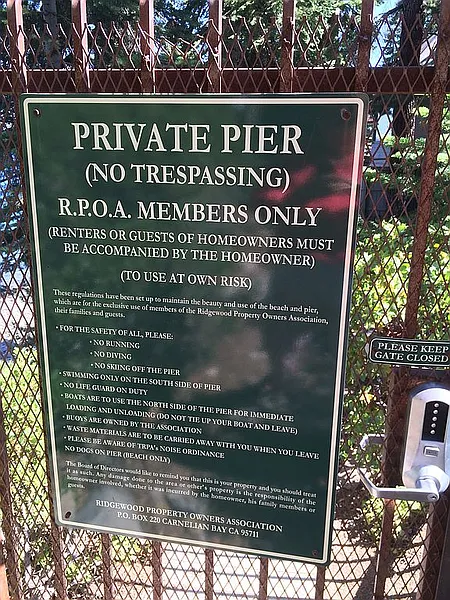 PRIVATE PIER
(NO TRESPASSING)
R.P.O.A. MEMBERS ONLY
(RENTERS OR GUESTS OF HOMEOWNERS MUST
BE ACCOMPANIED BY THE HOMEOWNER)
(TO USE AT OWN RISK)
These regulations have been set up to maintain the beauty and use of the beach and pier,
which are for the exclusive use of members of the Ridgewood Property Owners Association,
their families and guests.
• FOR THE SAFETY OF ALL, PLEASE:
• NO RUNNING
• NO DIVING
• NO SKIING OFF THE PIER
• SWIMMING ONLY ON THE SOUTH SIDE OF PIER
• NO LIFE GUARD ON DUTY
• BOATS ARE TO USE THE NORTH SIDE OF THE PIER FOR IMMEDIATE
LOADING AND UNLOADING (DO NOT TIE UP YOUR BOAT AND LEAVE)
• BUOYS ARE OWNED BY THE ASSOCIATION
• WASTE MATERIALS ARE TO BE CARRIED AWAY WITH YOU WHEN YOU LEAVE
• PLEASE BE AWARE OF TRPA's NOISE ORDINANCE
NO DOGS ON PIER (BEACH ONLY)
The Board of Directors would like to remind you that this is your property and you should treat
it as such. Any damage done to the area or other's property is the responsibility of the
homeowner involved, whether it was incurred by the homeowner, his family members or
guests.
RIDGEWOOD PROPERTY OWNERS ASSOCIATION
P.O. BOX 220 CARNELIAN BAY CA 95711
PLEASE KEEP
GATE CLOSED